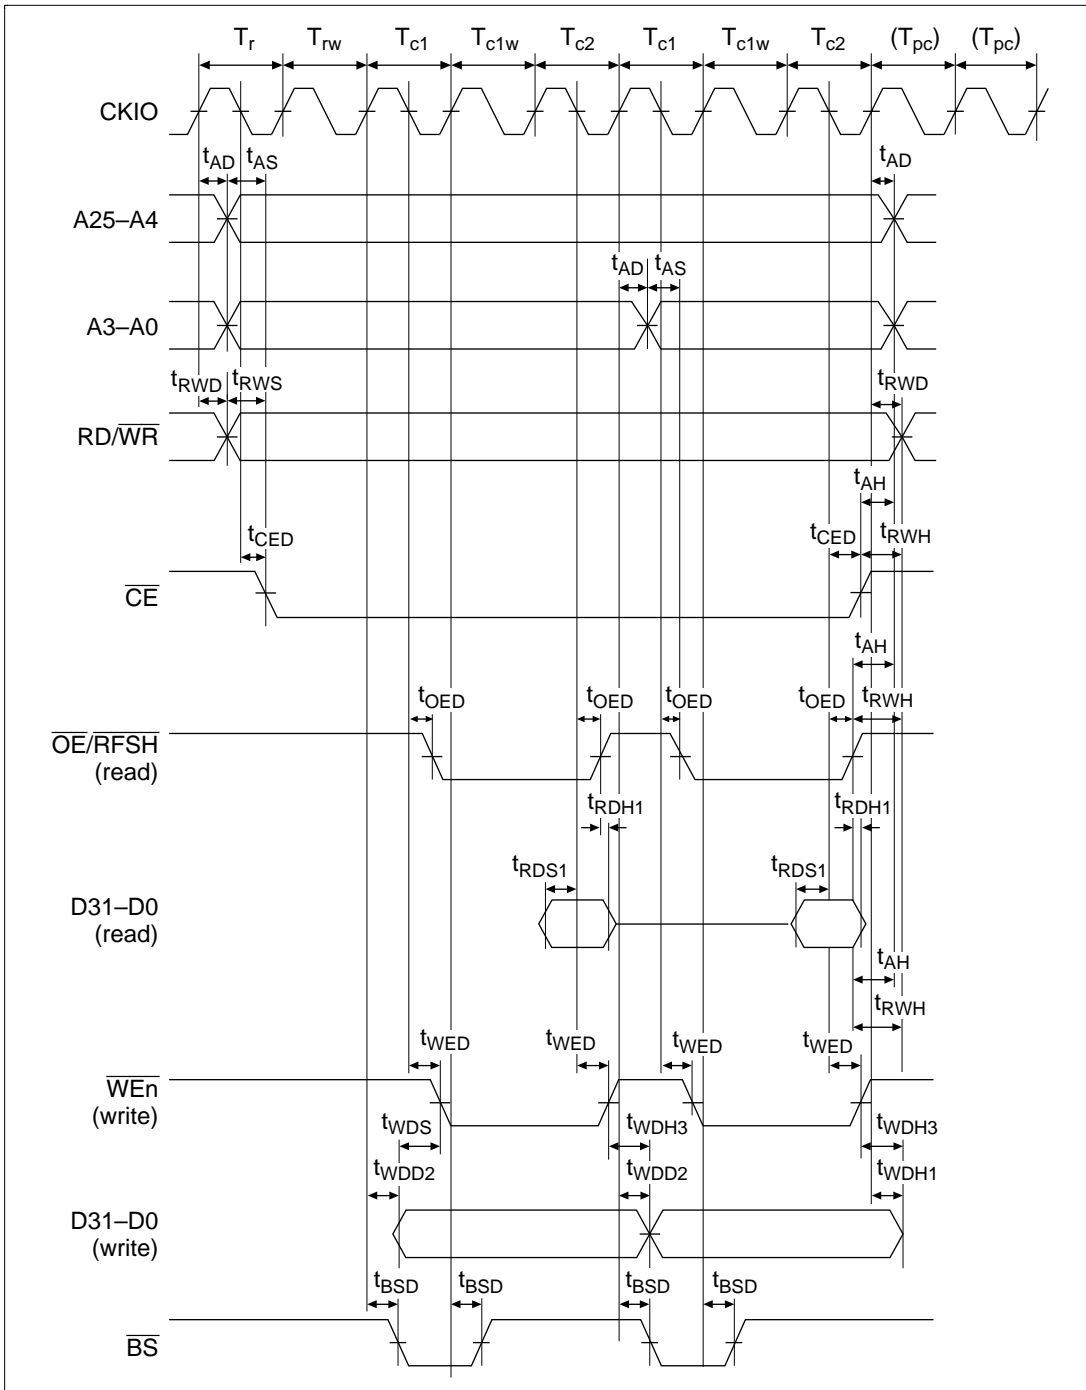 Tr Trw Tc1 Tc1w Tc2 Tc1 Tc1w Tc2 (Tpc) (Tpc)
CKIO
tAD tAS tAD
A25–A4
tAD tAS
A3–A0
tRWD tRWS tRWD
RD/WR
tAH
tCED tCED tRWH
CE
tAH
tOED tOED tOED tOED tRWH
OE/RFSH
(read)
tRDH1 tRDH1
tRDS1 tRDS1
D31–D0
(read)
tAH
tRWH
tWED tWED tWED tWED
WEn
(write)
tWDS tWDH3 tWDH3
tWDD2 tWDD2 tWDH1
D31–D0
(write)
tBSD tBSD tBSD tBSD
BS